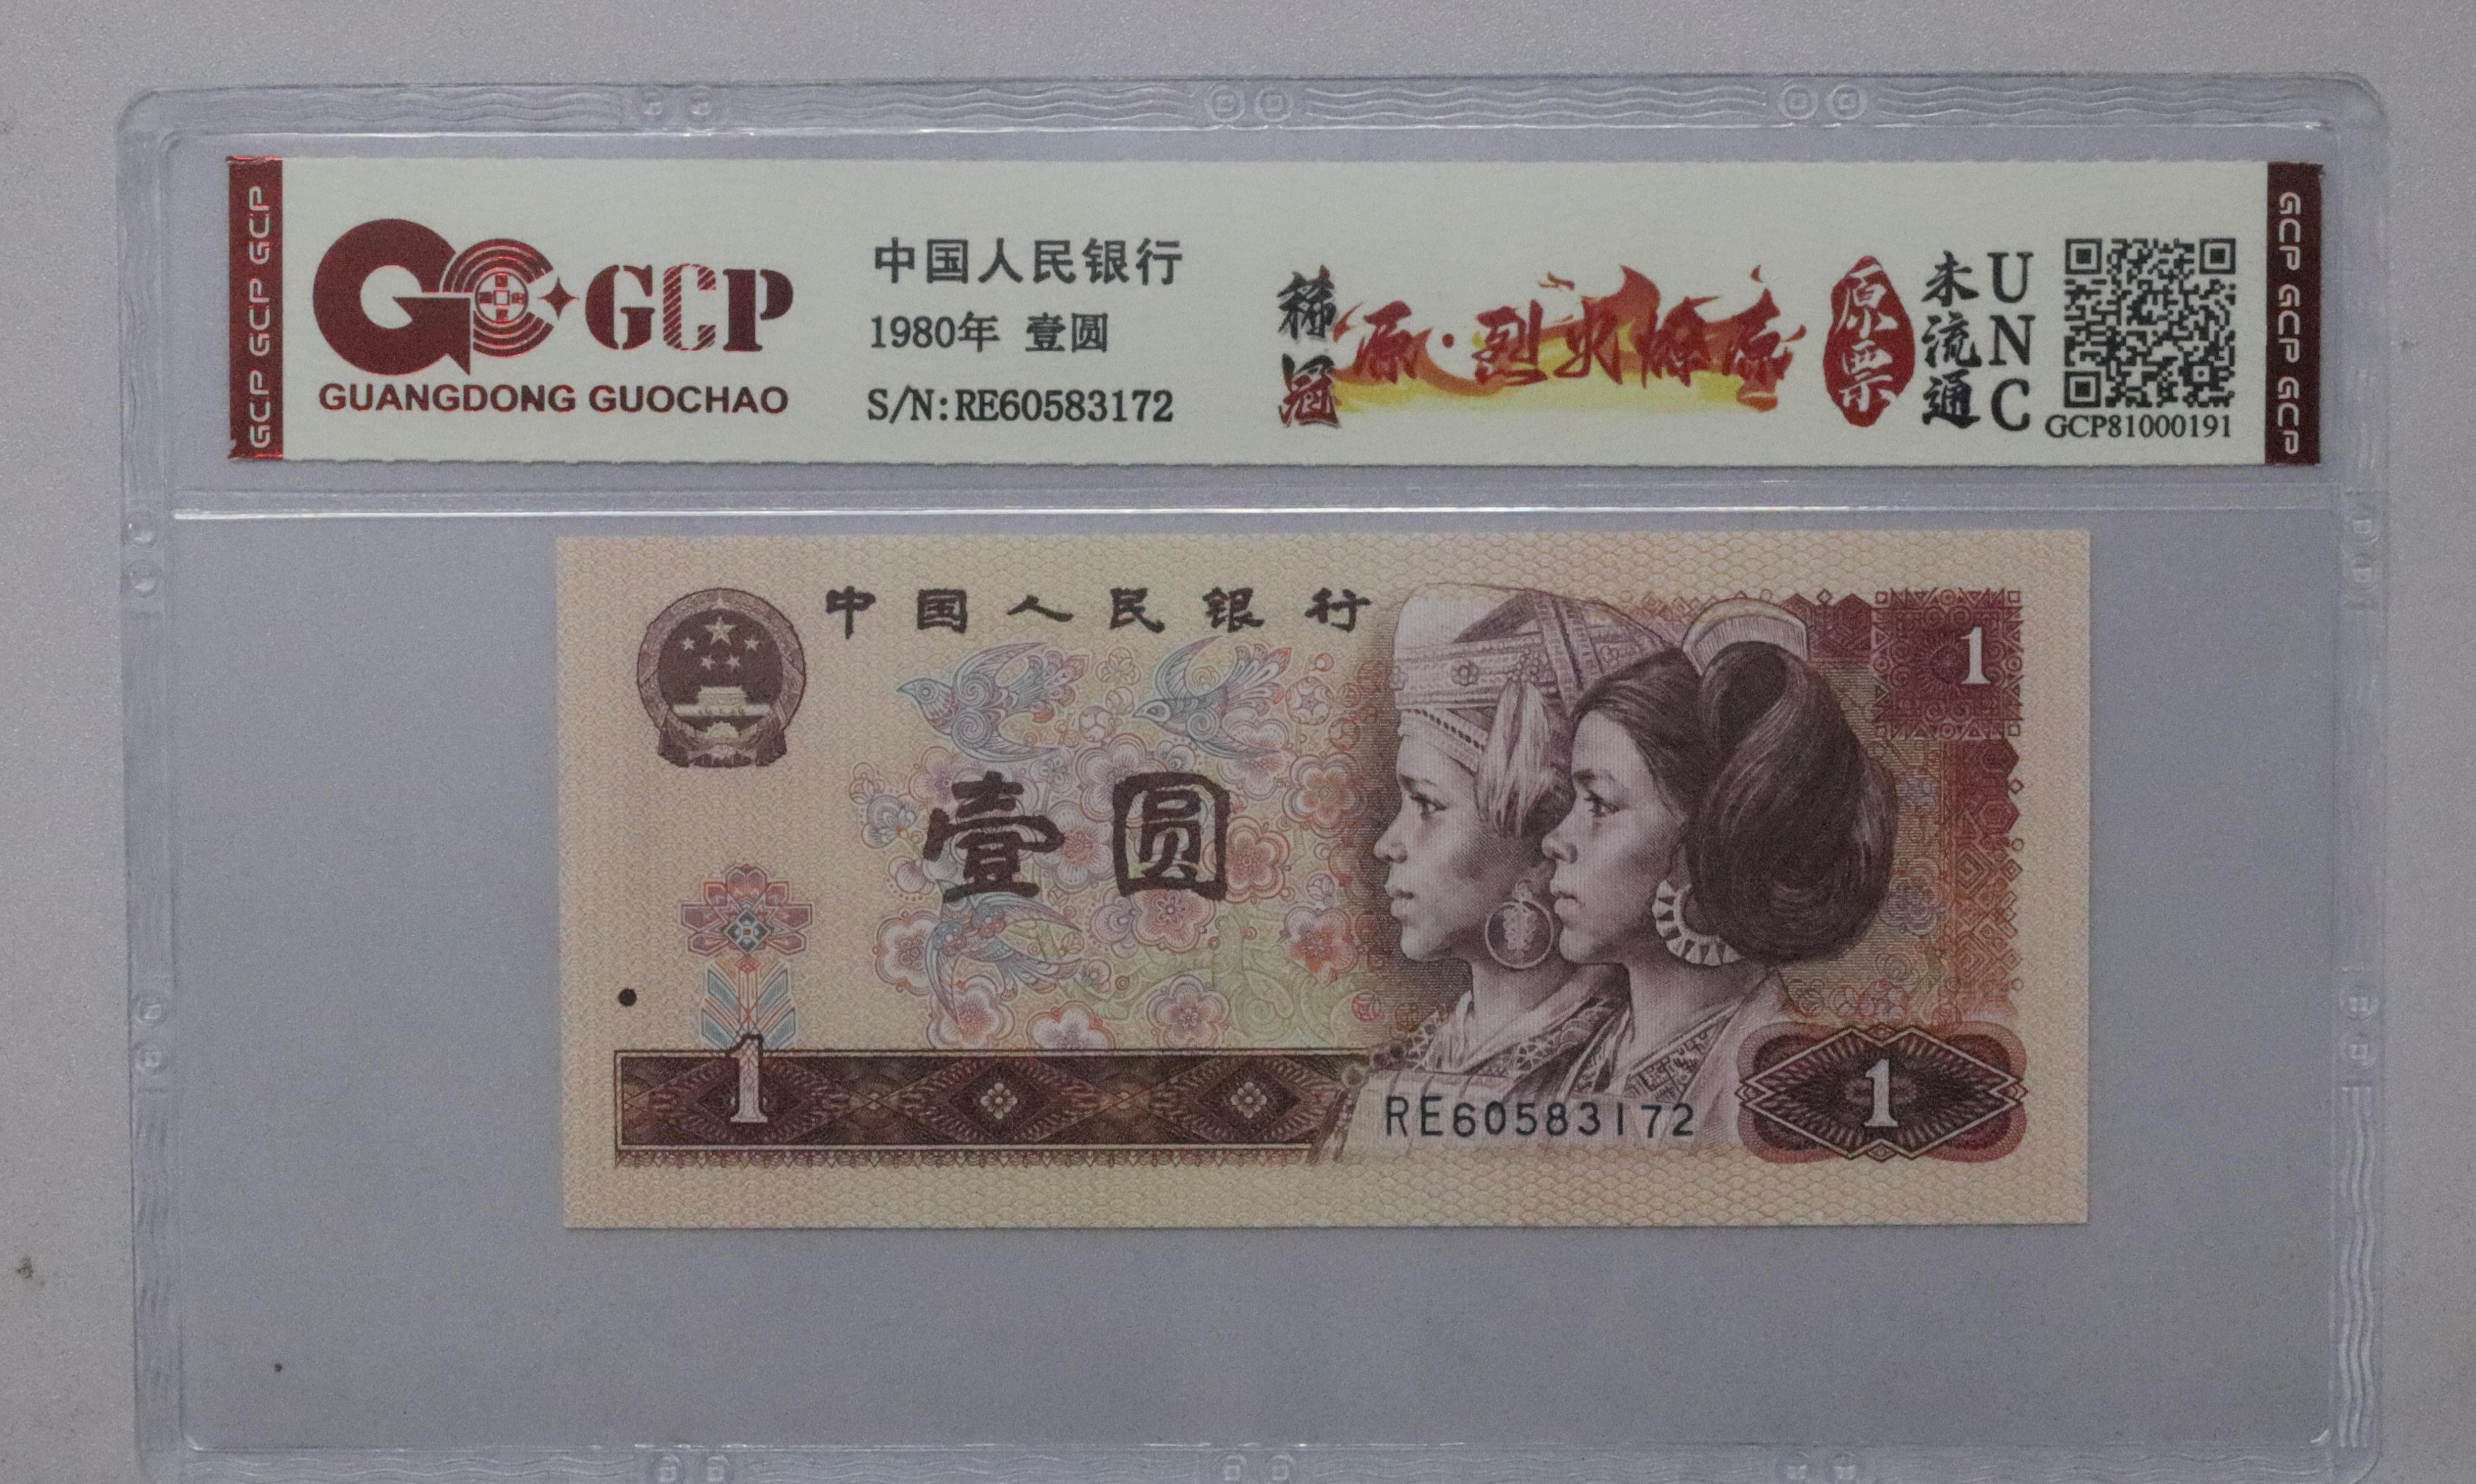 GCP GCP GCP
GCP
GUANGDONG GUOCHAO
中国人民银行
1980年 壹圆
S/N:RE60583172
稀冠
原·烈火燎原
原票
未流通
UNC
GCP81000191
GCP GCP GCP
中国人民银行
1
壹圆
1
RE60583172
1